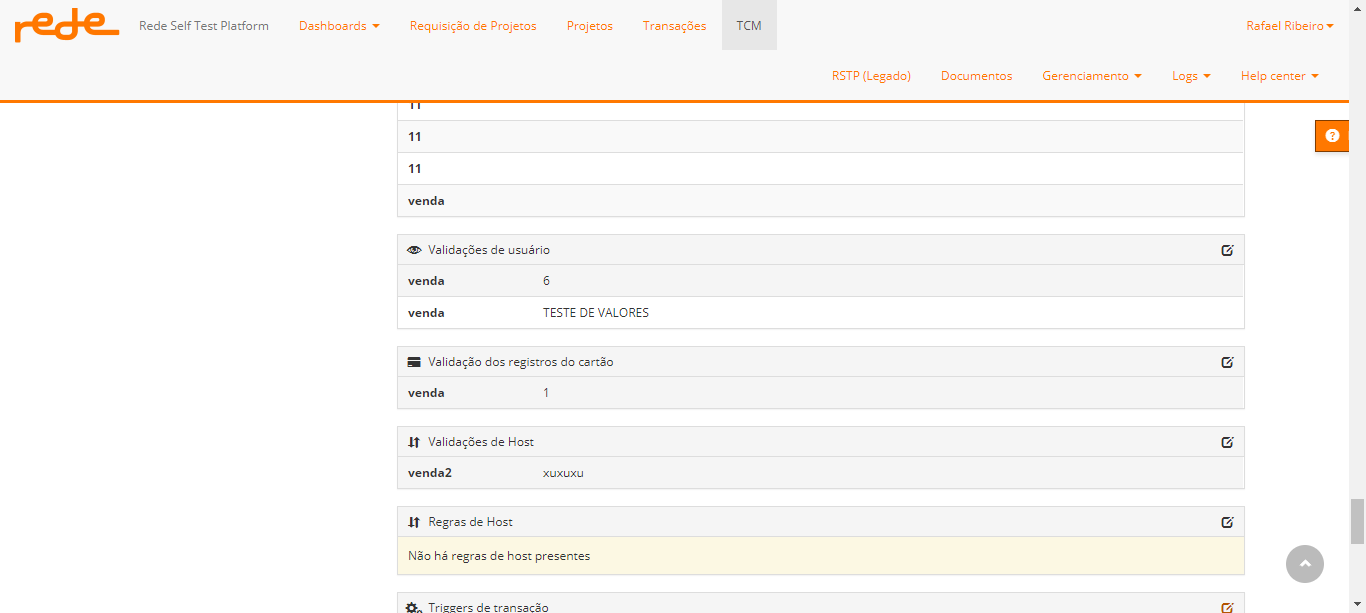 rede Rede Self Test Platform Dashboards Requisição de Projetos Projetos Transações TCM Rafael Ribeiro
RSTP (Legado) Documentos Gerenciamento Logs Help center
11
11
11
venda
Validações de usuário
venda 6
venda TESTE DE VALORES
Validação dos registros do cartão
venda 1
Validações de Host
venda2 xuxuxu
Regras de Host
Não há regras de host presentes
Triggers de transação